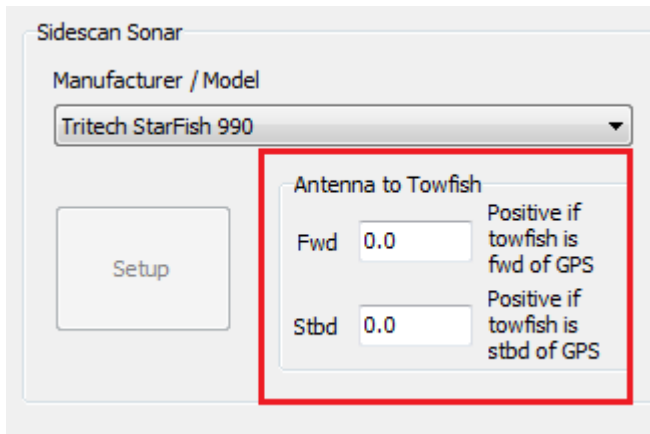 Sidescan Sonar
Manufacturer / Model
Tritech StarFish 990
Antenna to Towfish
Setup
Fwd 0.0 Positive if
towfish is
fwd of GPS
Stbd 0.0 Positive if
towfish is
stbd of GPS